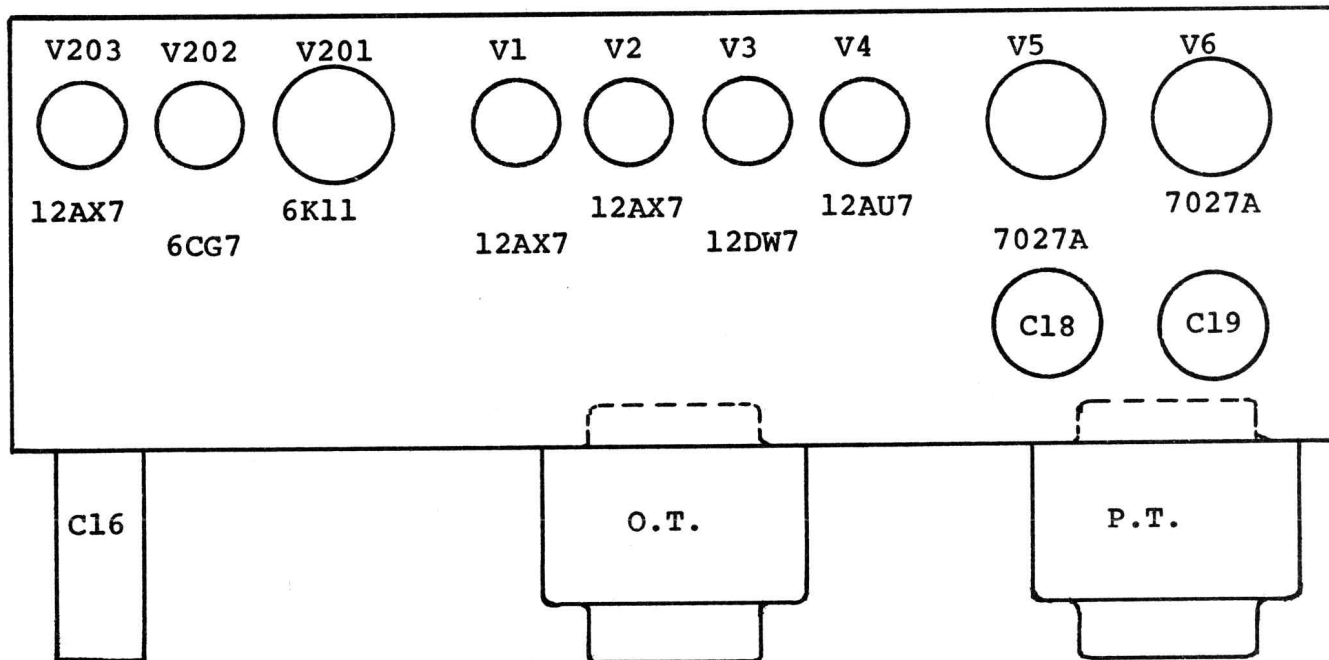 V203 V202 V201 V1 V2 V3 V4 V5 V6
12AX7 6K11 12AX7 12AU7 7027A
6CG7 12AX7 12DW7 7027A
C18 C19
C16 O.T. P.T.